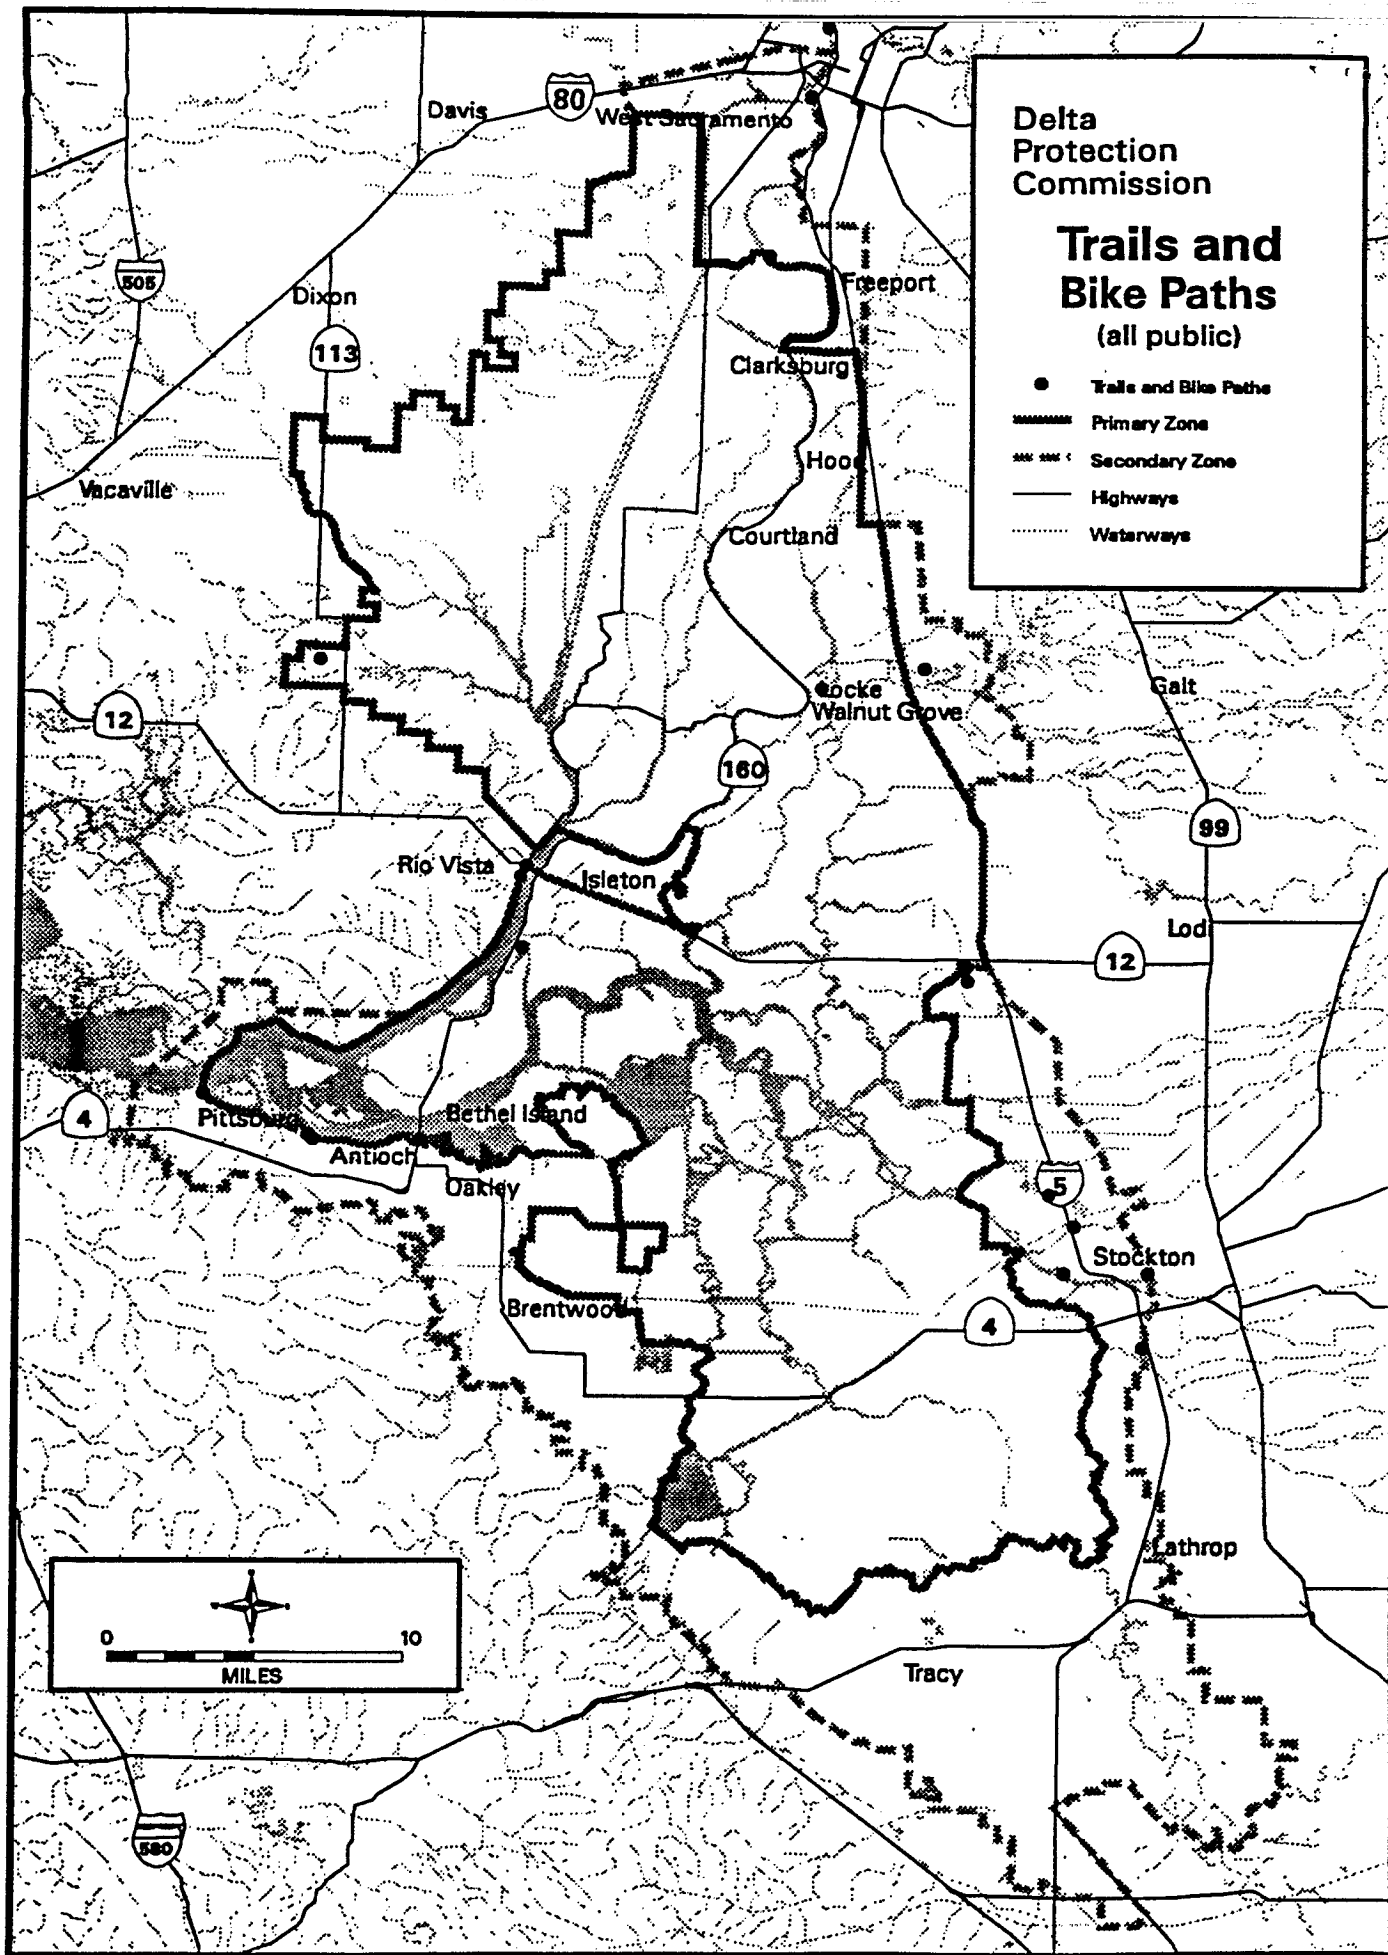 Delta
Protection
Commission
Trails and
Bike Paths
(all public)
Trails and Bike Paths
Primary Zone
Secondary Zone
Highways
Waterways
Davis
80
West Sacramento
505
Dixon
113
Freeport
Clarksburg
Vacaville
Hood
Courtland
12
Locke
Walnut Grove
Galt
160
99
Rio Vista
Isleton
Lodi
12
4
Pittsburg
Bethel Island
Antioch
Oakley
5
Stockton
Brentwood
4
Lathrop
0 10
MILES
Tracy
580